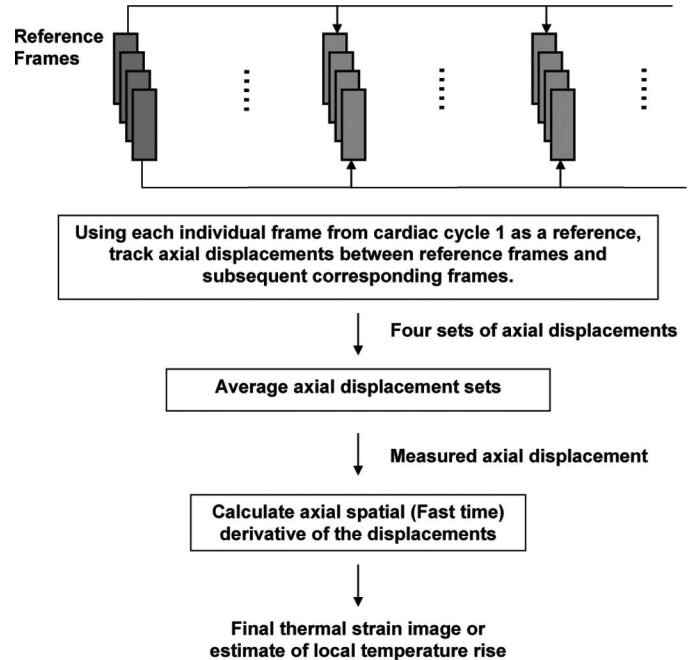 Reference
Frames
Using each individual frame from cardiac cycle 1 as a reference,
track axial displacements between reference frames and
subsequent corresponding frames.
Four sets of axial displacements
Average axial displacement sets
Measured axial displacement
Calculate axial spatial (Fast time)
derivative of the displacements
Final thermal strain image or
estimate of local temperature rise